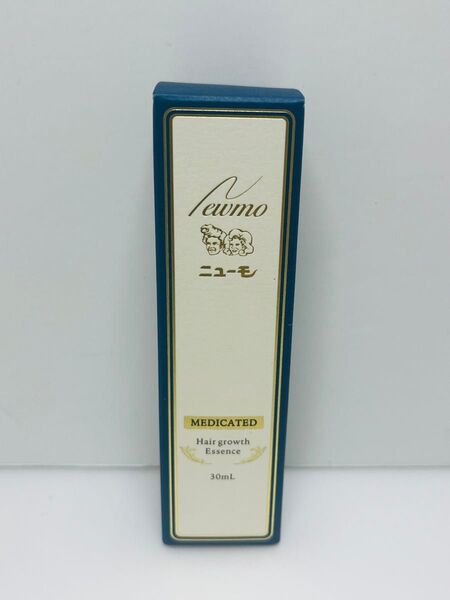 Newmo
ニューモ
MEDICATED
Hair growth
Essence
30mL